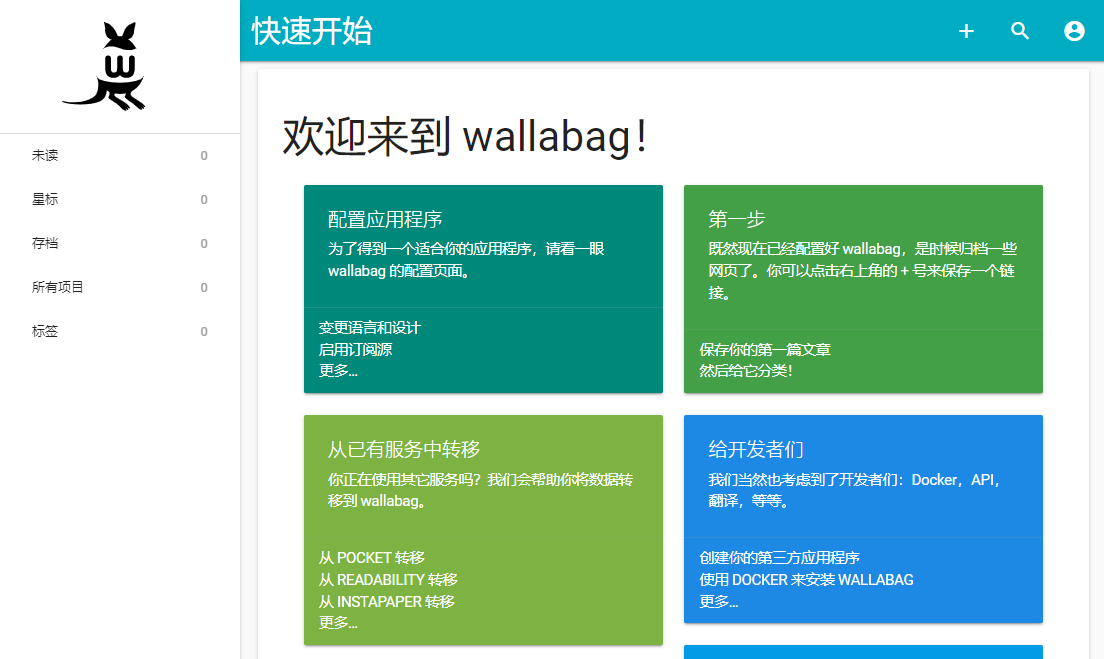 W
快速开始
未读 0
星标 0
存档 0
所有项目 0
标签 0
欢迎来到 wallabag！
配置应用程序
为了得到一个适合你的应用程序，请看一眼
wallabag 的配置页面。
变更语言和设计
启用订阅源
更多...
第一步
既然现在已经配置好 wallabag，是时候归档一些
网页了。你可以点击右上角的 + 号来保存一个链
接。
保存你的第一篇文章
然后给它分类！
从已有服务中转移
你正在使用其它服务吗？我们会帮助你将数据转
移到 wallabag。
从 POCKET 转移
从 READABILITY 转移
从 INSTAPAPER 转移
更多...
给开发者们
我们当然也考虑到了开发者们：Docker，API，
翻译，等等。
创建你的第三方应用程序
使用 DOCKER 来安装 WALLABAG
更多...